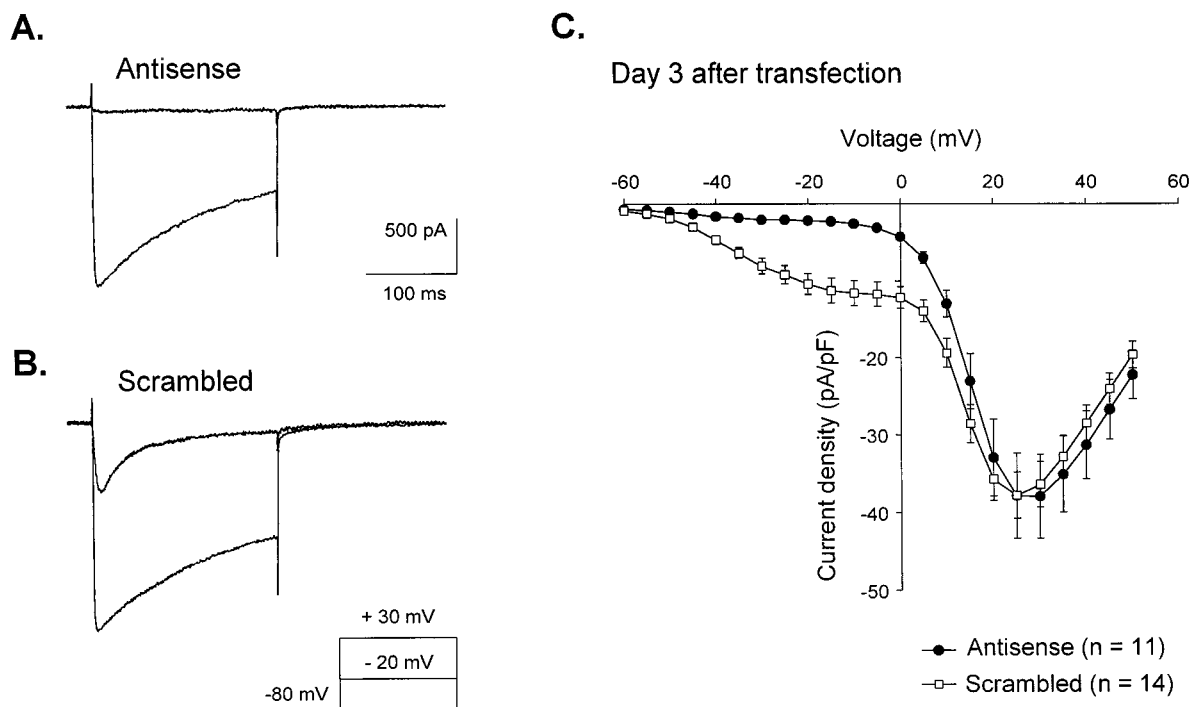 A.
Antisense
500 pA
100 ms
B.
Scrambled
+ 30 mV
- 20 mV
-80 mV
C.
Day 3 after transfection
Voltage (mV)
-60 -40 -20 0 20 40 60
Current density (pA/pF)
-20
-30
-40
-50
Antisense (n = 11)
Scrambled (n = 14)